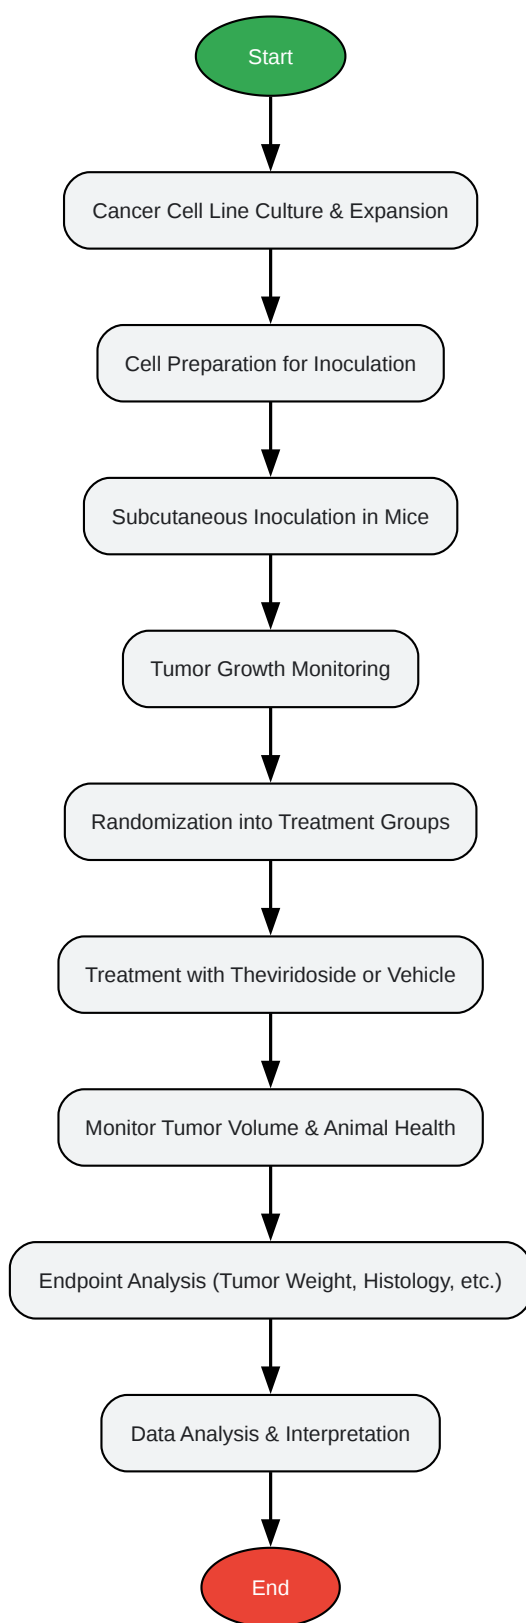 Start
Cancer Cell Line Culture & Expansion
Cell Preparation for Inoculation
Subcutaneous Inoculation in Mice
Tumor Growth Monitoring
Randomization into Treatment Groups
Treatment with Theviridoside or Vehicle
Monitor Tumor Volume & Animal Health
Endpoint Analysis (Tumor Weight, Histology, etc.)
Data Analysis & Interpretation
End